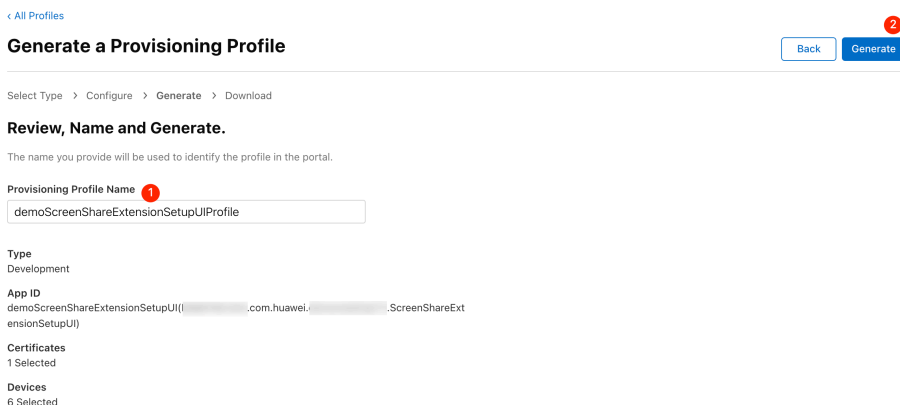 ‹ All Profiles
2
Generate a Provisioning Profile
Back
Generate
Select Type > Configure > Generate > Download
Review, Name and Generate.
The name you provide will be used to identify the profile in the portal.
Provisioning Profile Name 1
demoScreenShareExtensionSetupUIProfile
Type
Development
App ID
demoScreenShareExtensionSetupUI( .com.huawei. .ScreenShareExt
ensionSetupUI)
Certificates
1 Selected
Devices
6 Selected